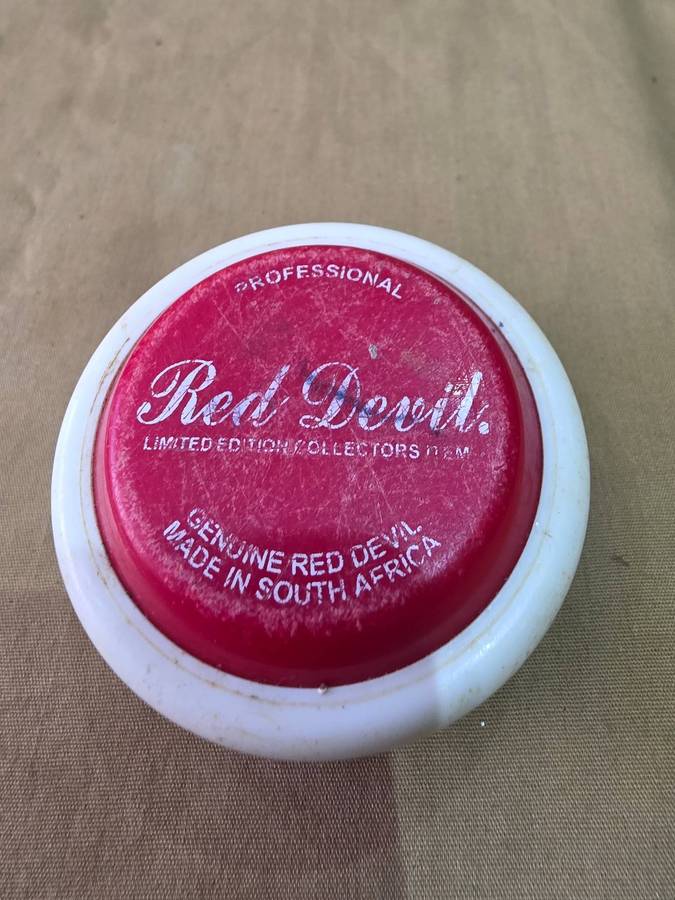 PROFESSIONAL
Red Devil.
LIMITED EDITION COLLECTORS ITEM
GENUINE RED DEVIL
MADE IN SOUTH AFRICA